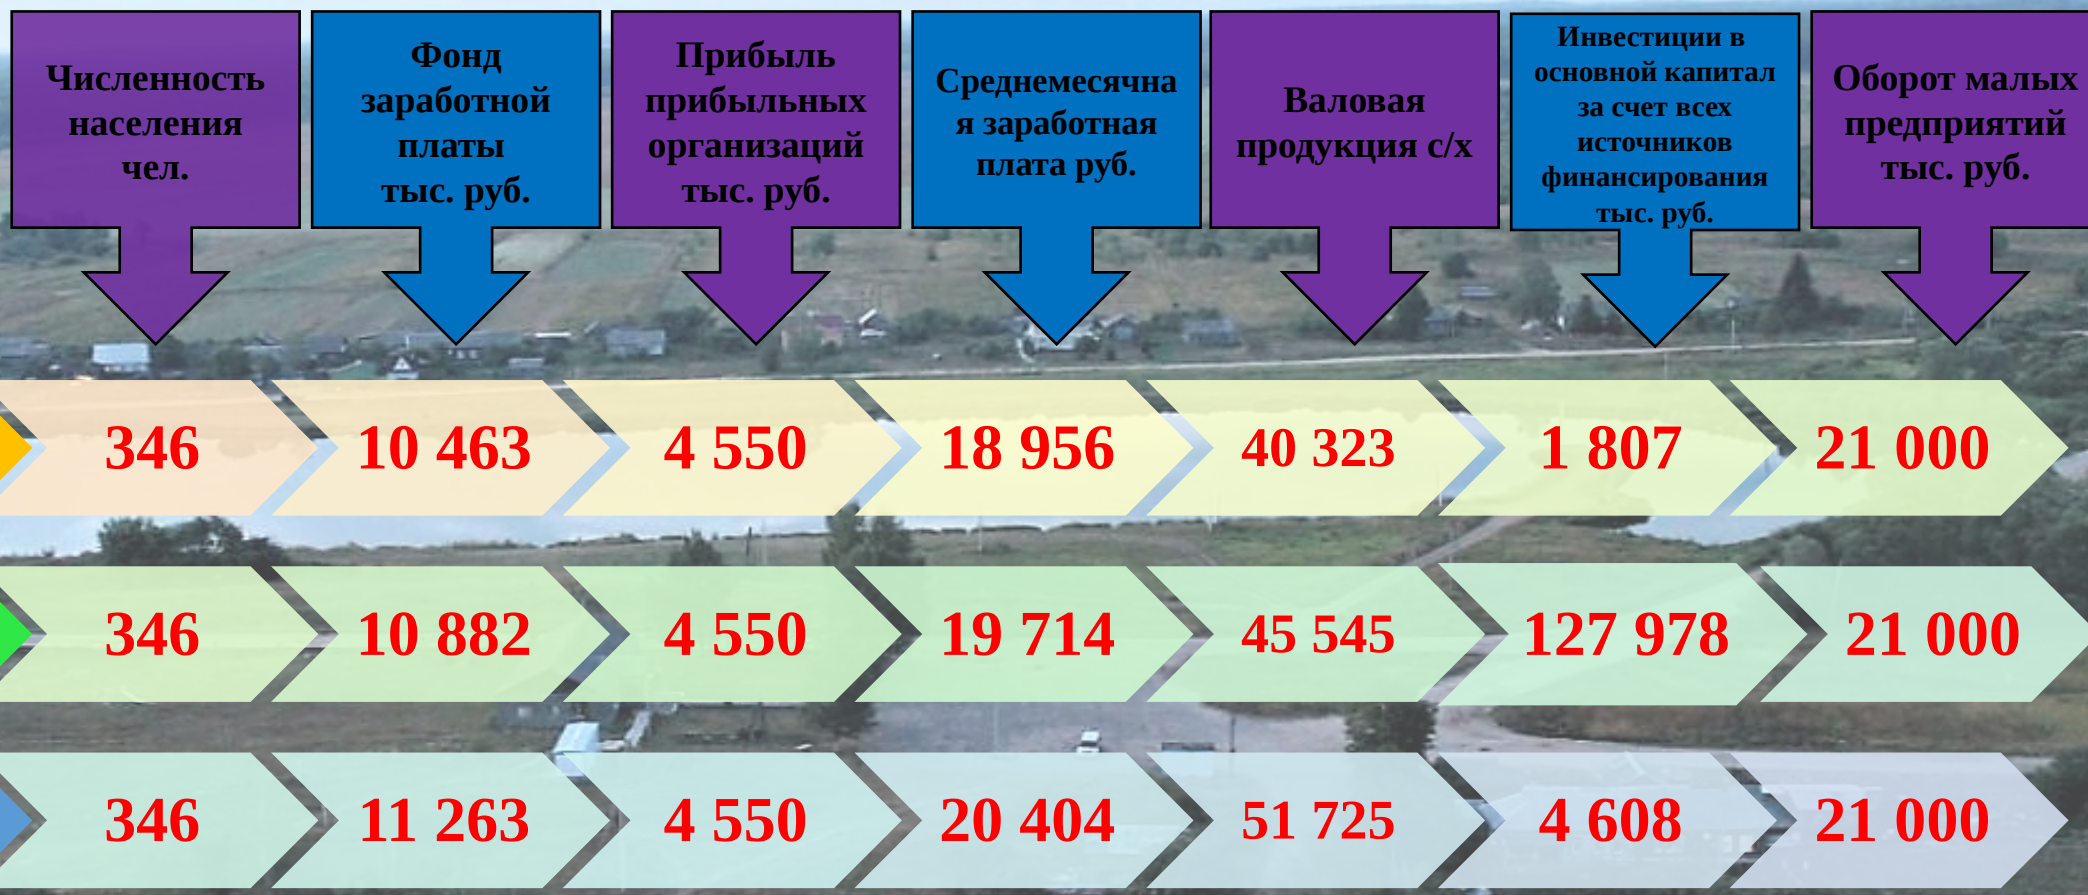 Численность
населения
чел.
Фонд
заработной
платы
тыс. руб.
Прибыль
прибыльных
организаций
тыс. руб.
Среднемесячна
я заработная
плата руб.
Валовая
продукция с/х
Инвестиции в
основной капитал
за счет всех
источников
финансирования
тыс. руб.
Оборот малых
предприятий
тыс. руб.
346 10 463 4 550 18 956 40 323 1 807 21 000
346 10 882 4 550 19 714 45 545 127 978 21 000
346 11 263 4 550 20 404 51 725 4 608 21 000